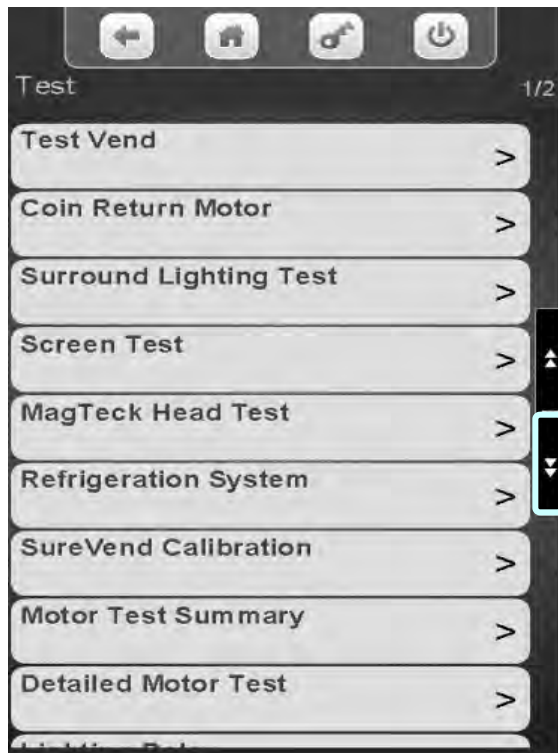 Test
1/2
Test Vend
>
Coin Return Motor
>
Surround Lighting Test
>
Screen Test
>
MagTeck Head Test
>
Refrigeration System
>
SureVend Calibration
>
Motor Test Summary
>
Detailed Motor Test
>